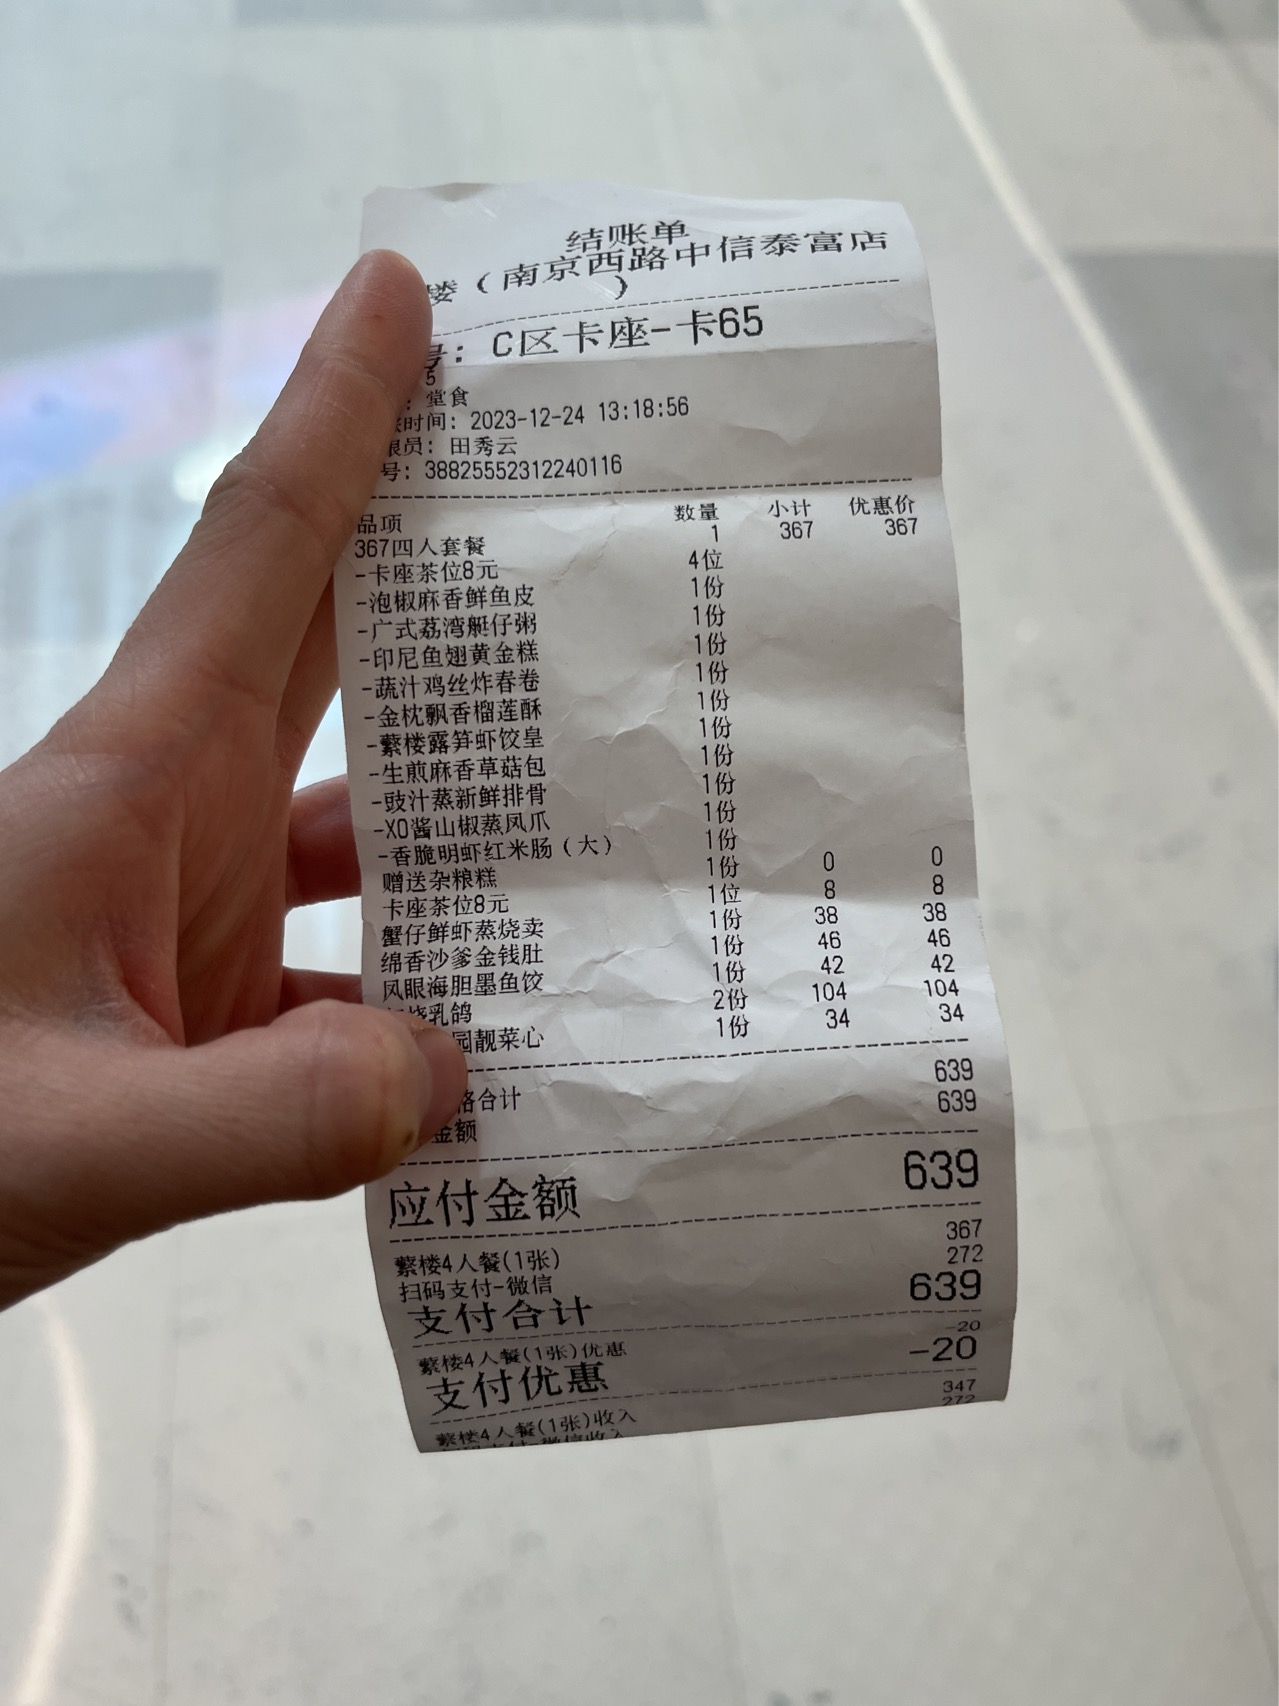 结账单
楼（南京西路中信泰富店
）
号: C区卡座-卡65
5
: 堂食
时间: 2023-12-24 13:18:56
员: 田秀云
号: 38825552312240116
品项 数量 小计 优惠价
367四人套餐 1 367 367
-卡座茶位8元 4位
-泡椒麻香鲜鱼皮 1份
-广式荔湾艇仔粥 1份
-印尼鱼翅黄金糕 1份
-蔬汁鸡丝炸春卷 1份
-金枕飘香榴莲酥 1份
-蘩楼露笋虾饺皇 1份
-生煎麻香草菇包 1份
-豉汁蒸新鲜排骨 1份
-XO酱山椒蒸凤爪 1份
-香脆明虾红米肠（大） 1份
赠送杂粮糕 1份 0 0
卡座茶位8元 1位 8 8
蟹仔鲜虾蒸烧卖 1份 38 38
绵香沙爹金钱肚 1份 46 46
凤眼海胆墨鱼饺 1份 42 42
烧乳鸽 2份 104 104
园靓菜心 1份 34 34
639
格合计 639
金额
应付金额 639
蘩楼4人餐(1张) 367
扫码支付-微信 272
支付合计 639
蘩楼4人餐(1张)优惠 -20
支付优惠 -20
蘩楼4人餐(1张)收入 347
272